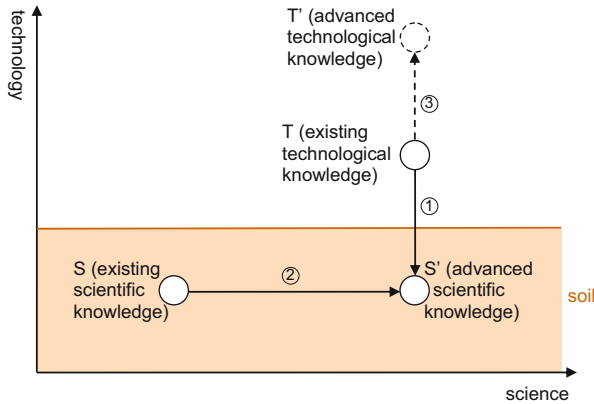 technology
T' (advanced
technological
knowledge)
③
T (existing
technological
knowledge)
①
S (existing
scientific
knowledge)
②
S' (advanced
scientific
knowledge)
soil
science